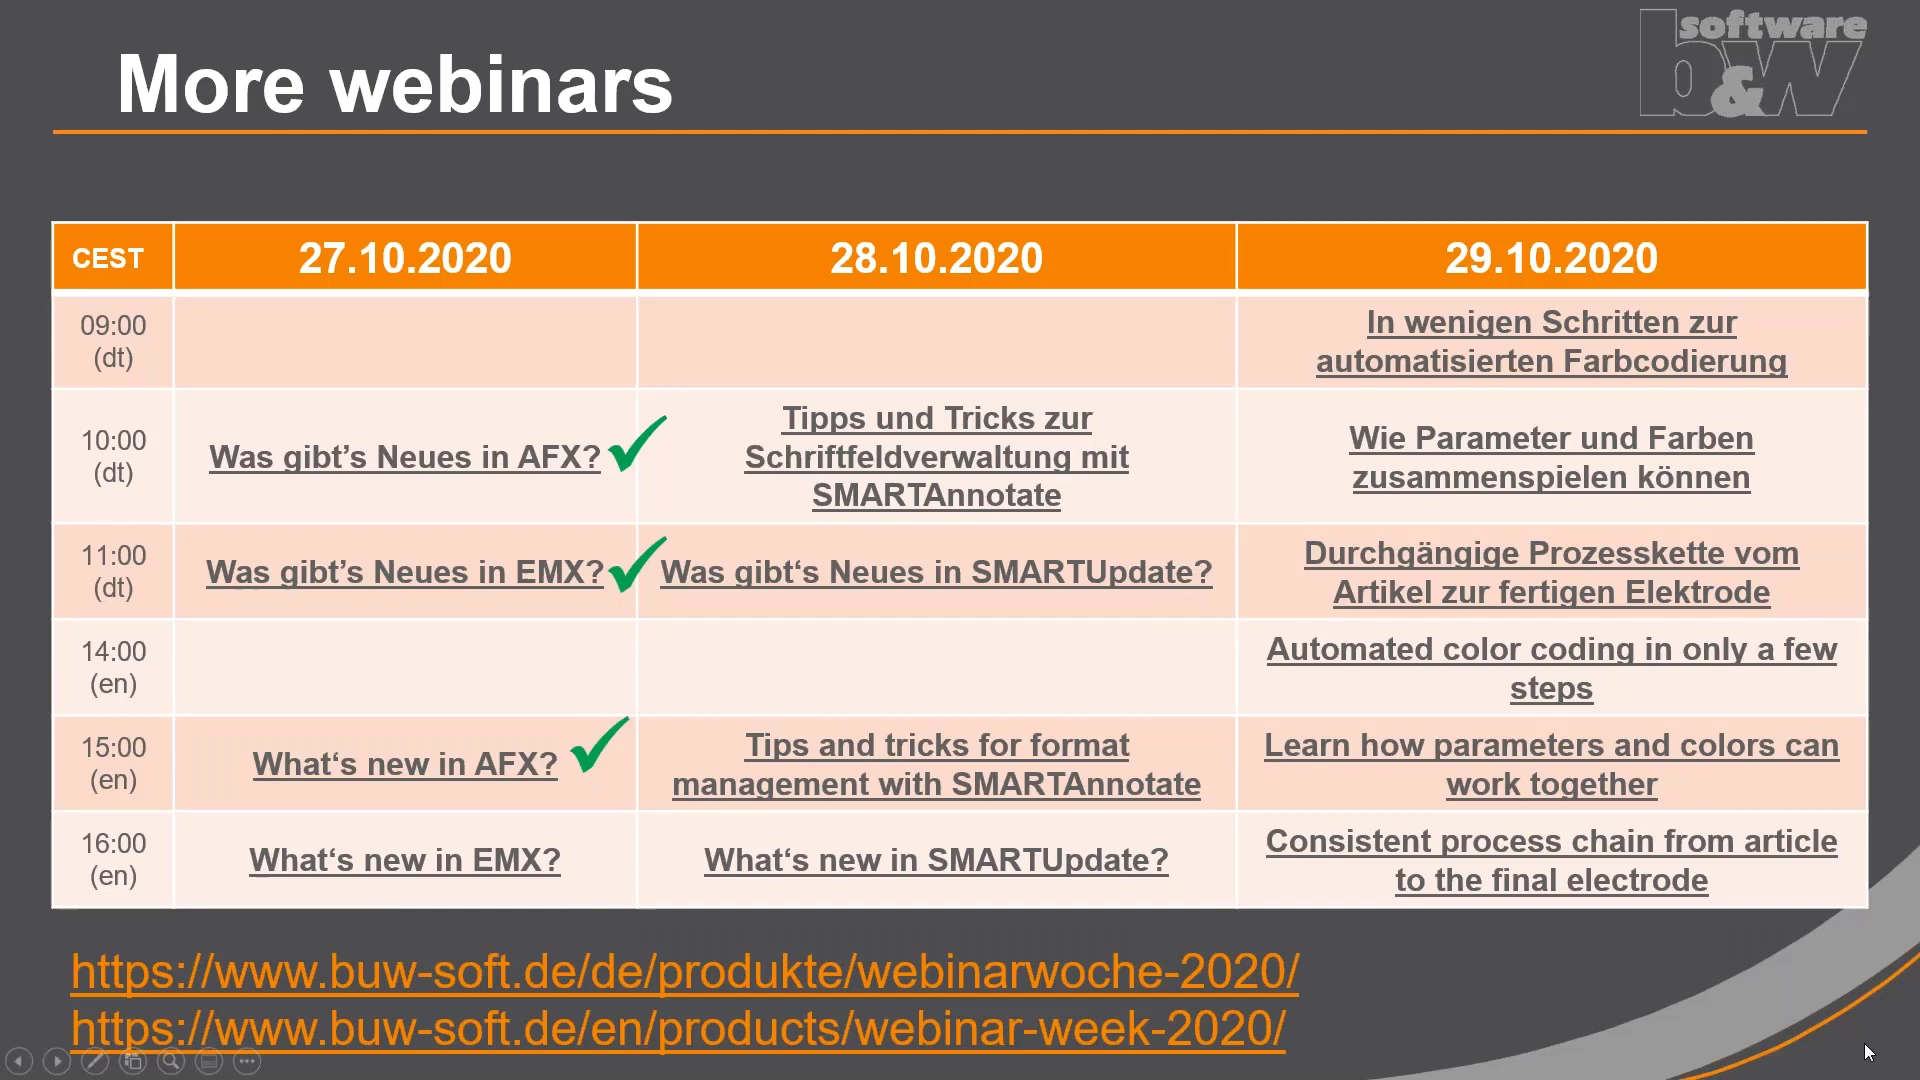 software
b&w
More webinars
CEST 27.10.2020 28.10.2020 29.10.2020
09:00
(dt)
In wenigen Schritten zur
automatisierten Farbcodierung
10:00
(dt)
Was gibt’s Neues in AFX?
Tipps und Tricks zur
Schriftfeldverwaltung mit
SMARTAnnotate
Wie Parameter und Farben
zusammenspielen können
11:00
(dt)
Was gibt’s Neues in EMX?
Was gibt‘s Neues in SMARTUpdate?
Durchgängige Prozesskette vom
Artikel zur fertigen Elektrode
14:00
(en)
Automated color coding in only a few
steps
15:00
(en)
What‘s new in AFX?
Tips and tricks for format
management with SMARTAnnotate
Learn how parameters and colors can
work together
16:00
(en)
What‘s new in EMX?
What‘s new in SMARTUpdate?
Consistent process chain from article
to the final electrode
https://www.buw-soft.de/de/produkte/webinarwoche-2020/
https://www.buw-soft.de/en/products/webinar-week-2020/